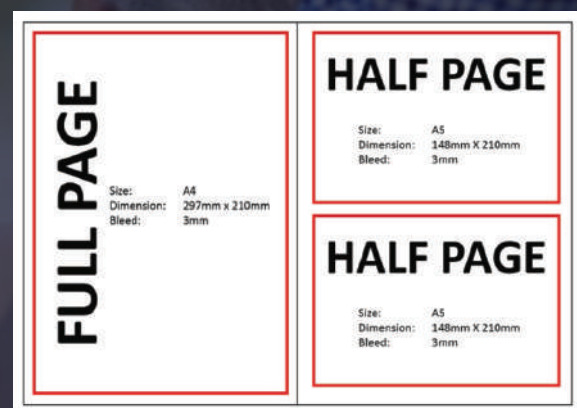 FULL PAGE
Size: A4
Dimension: 297mm x 210mm
Bleed: 3mm
HALF PAGE
Size: A5
Dimension: 148mm X 210mm
Bleed: 3mm
HALF PAGE
Size: A5
Dimension: 148mm X 210mm
Bleed: 3mm